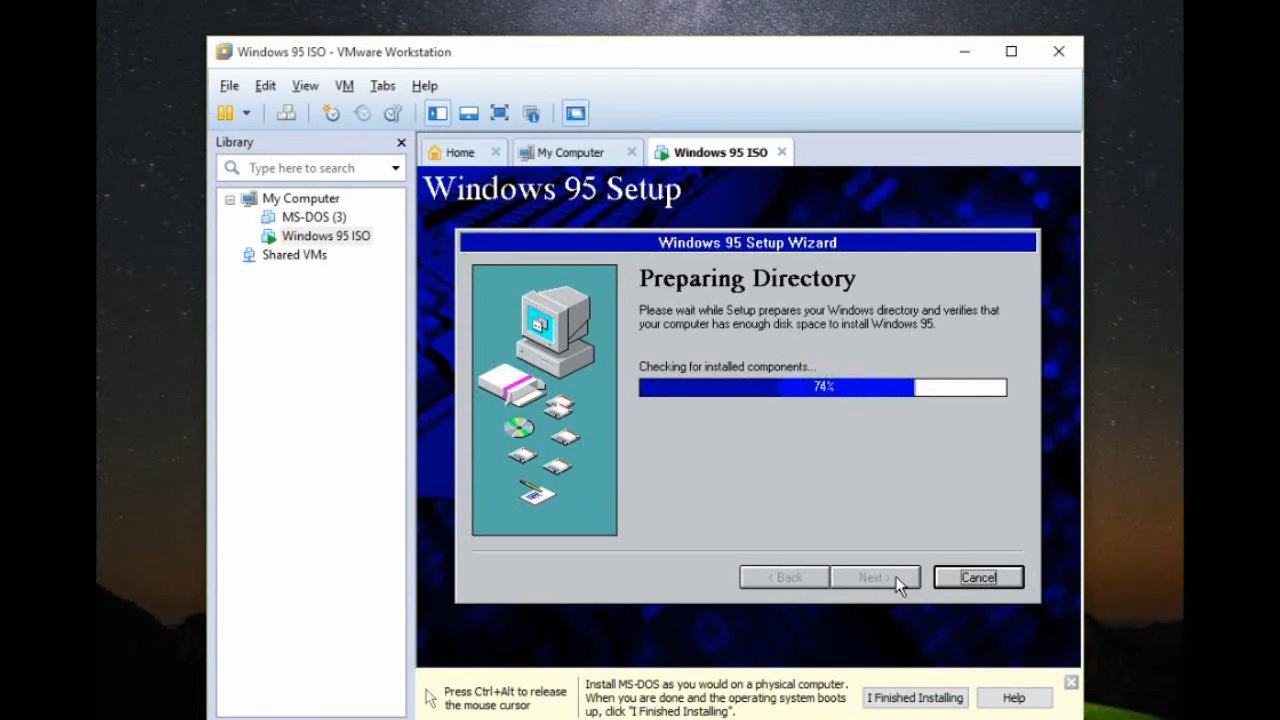 Windows 95 ISO - VMware Workstation
File Edit View VM Tabs Help
Library
Type here to search
My Computer
MS-DOS (3)
Windows 95 ISO
Shared VMs
Home
My Computer
Windows 95 ISO
Windows 95 Setup
Windows 95 Setup Wizard
Preparing Directory
Please wait while Setup prepares your Windows directory and verifies that
your computer has enough disk space to install Windows 95.
Checking for installed components...
74%
< Back
Next >
Cancel
Press Ctrl+Alt to release
the mouse cursor
Install MS-DOS as you would on a physical computer.
When you are done and the operating system boots
up, click "I Finished Installing".
I Finished Installing
Help